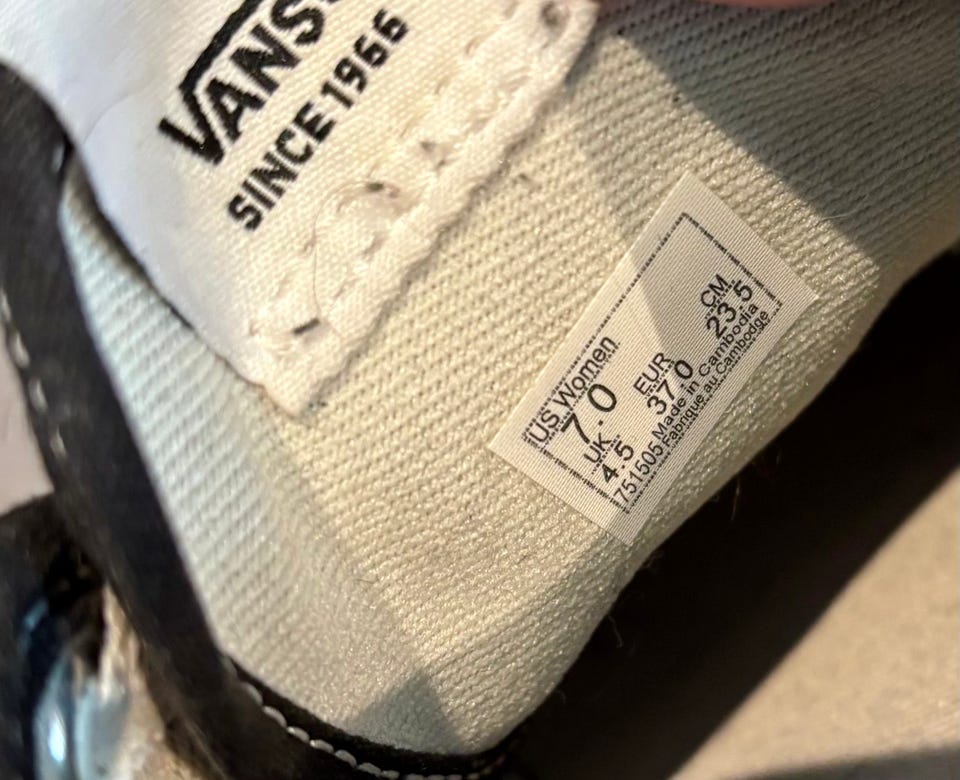 VANS
SINCE 1966
US Women
7.0
UK
4.5
EUR
37.0
CM
23.5
751505 Made in Cambodia
Fabrique au Cambodge